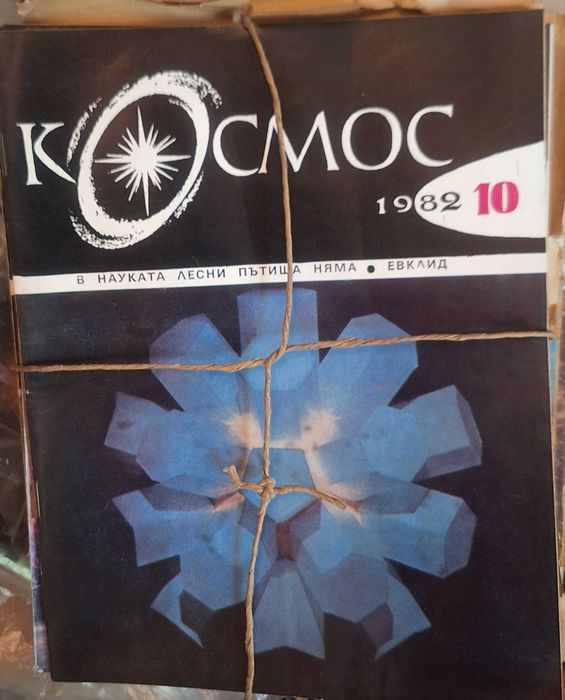 КОСМОС
1982 10
В НАУКАТА ЛЕСНИ ПЪТИЩА НЯМА • ЕВКЛИД